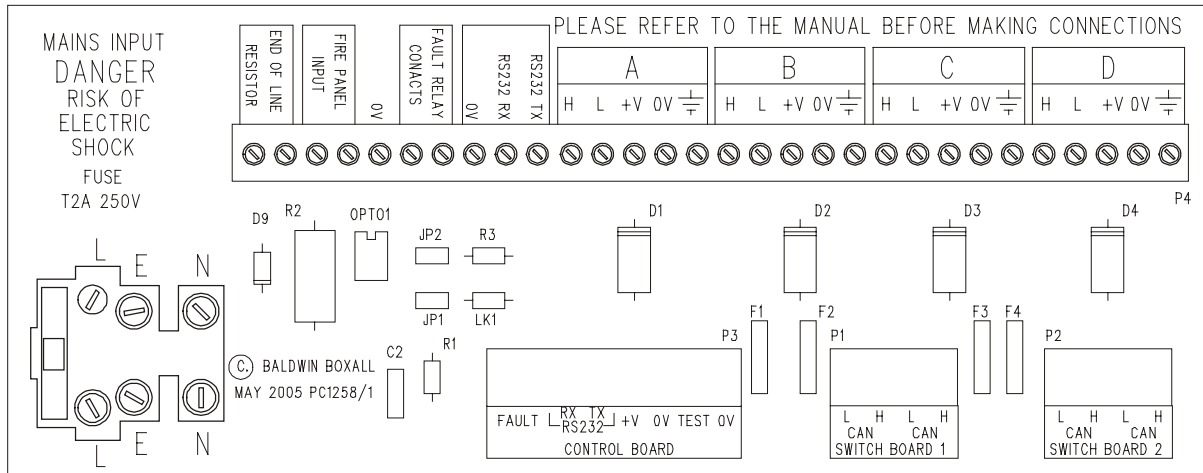 PLEASE REFER TO THE MANUAL BEFORE MAKING CONNECTIONS
MAINS INPUT
DANGER
RISK OF
ELECTRIC
SHOCK
FUSE
T2A 250V
END OF LINE
RESISTOR
FIRE PANEL
INPUT
0V
FAULT RELAY
CONACTS
0V
RS232 RX
RS232 TX
A
H L +V 0V
B
H L +V 0V
C
H L +V 0V
D
H L +V 0V
P4
D9
R2
OPTO1
JP2
R3
D1
D2
D3
D4
JP1
LK1
L
E
N
F1
F2
F3
F4
P3
P1
P2
C2
R1
C. BALDWIN BOXALL
MAY 2005 PC1258/1
FAULT RX TX +V 0V TEST 0V
RS232
CONTROL BOARD
L H L H
CAN CAN
SWITCH BOARD 1
L H L H
CAN CAN
SWITCH BOARD 2
L
E
N